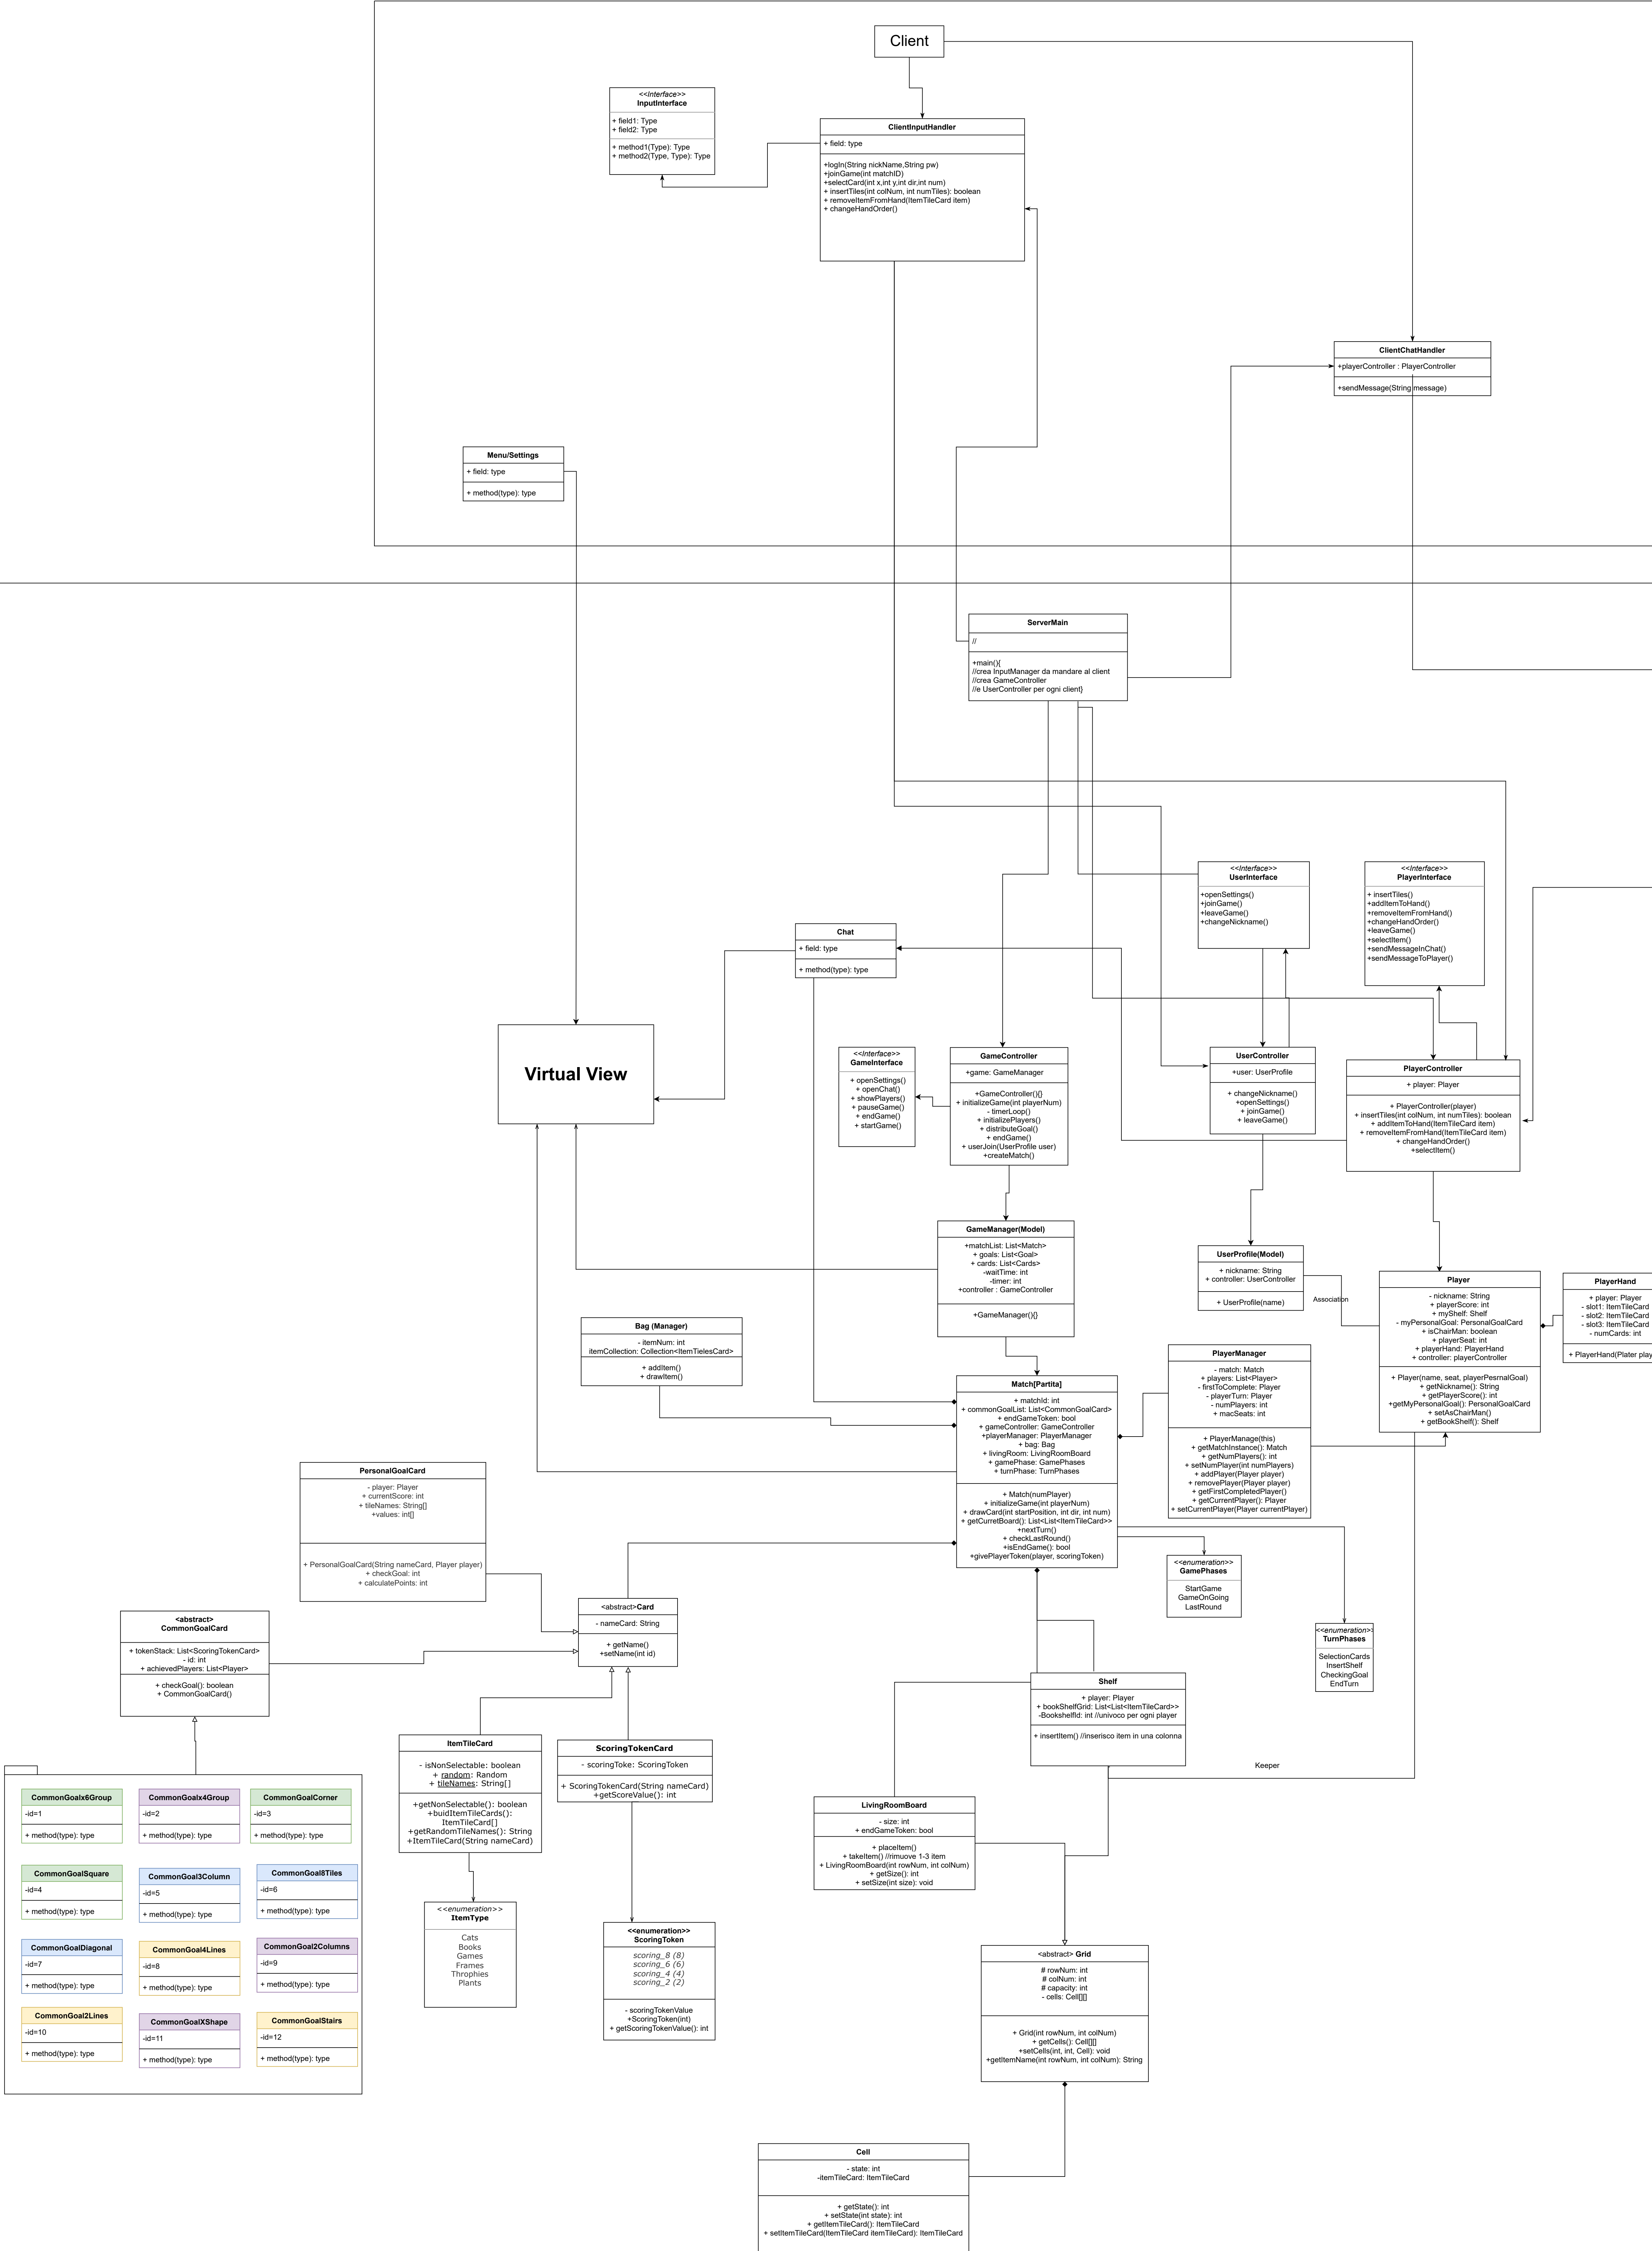 Client
<<Interface>>
InputInterface
+ field1: Type
+ field2: Type
+ method1(Type): Type
+ method2(Type, Type): Type
ClientInputHandler
+ field: type
+logIn(String nickName,String pw)
+joinGame(int matchID)
+selectCard(int x,int y,int dir,int num)
+ insertTiles(int colNum, int numTiles): boolean
+ removeItemFromHand(ItemTileCard item)
+ changeHandOrder()
ClientChatHandler
+playerController : PlayerController
+sendMessage(String message)
Menu/Settings
+ field: type
+ method(type): type
ServerMain
//
+main(){
//crea InputManager da mandare al client
//crea GameController
//e UserController per ogni client}
<<Interface>>
UserInterface
+openSettings()
+joinGame()
+leaveGame()
+changeNickname()
<<Interface>>
PlayerInterface
+ insertTiles()
+addItemToHand()
+removeItemFromHand()
+changeHandOrder()
+leaveGame()
+selectItem()
+sendMessageInChat()
+sendMessageToPlayer()
Chat
+ field: type
+ method(type): type
Virtual View
<<Interface>>
GameInterface
+ openSettings()
+ openChat()
+ showPlayers()
+ pauseGame()
+ endGame()
+ startGame()
GameController
+game: GameManager
+GameController(){}
+ initializeGame(int playerNum)
- timerLoop()
+ initializePlayers()
+ distributeGoal()
+ endGame()
+ userJoin(UserProfile user)
+createMatch()
UserController
+user: UserProfile
+ changeNickname()
+openSettings()
+ joinGame()
+ leaveGame()
PlayerController
+ player: Player
+ PlayerController(player)
+ insertTiles(int colNum, int numTiles): boolean
+ addItemToHand(ItemTileCard item)
+ removeItemFromHand(ItemTileCard item)
+ changeHandOrder()
+selectItem()
GameManager(Model)
+matchList: List<Match>
+ goals: List<Goal>
+ cards: List<Cards>
-waitTime: int
-timer: int
+controller : GameController
+GameManager(){}
UserProfile(Model)
+ nickname: String
+ controller: UserController
+ UserProfile(name)
Association
Player
- nickname: String
+ playerScore: int
+ myShelf: Shelf
- myPersonalGoal: PersonalGoalCard
+ isChairMan: boolean
+ playerSeat: int
+ playerHand: PlayerHand
+ controller: playerController
+ Player(name, seat, playerPesrnalGoal)
+ getNickname(): String
+ getPlayerScore(): int
+getMyPersonalGoal(): PersonalGoalCard
+ setAsChairMan()
+ getBookShelf(): Shelf
PlayerHand
+ player: Player
- slot1: ItemTileCard
- slot2: ItemTileCard
- slot3: ItemTileCard
- numCards: int
+ PlayerHand(Plater play
Bag (Manager)
- itemNum: int
itemCollection: Collection<ItemTielesCard>
+ addItem()
+ drawItem()
Match[Partita]
+ matchId: int
+ commonGoalList: List<CommonGoalCard>
+ endGameToken: bool
+ gameController: GameController
+playerManager: PlayerManager
+ bag: Bag
+ livingRoom: LivingRoomBoard
+ gamePhase: GamePhases
+ turnPhase: TurnPhases
+ Match(numPlayer)
+ initializeGame(int playerNum)
+ drawCard(int startPosition, int dir, int num)
+ getCurretBoard(): List<List<ItemTileCard>>
+nextTurn()
+ checkLastRound()
+isEndGame(): bool
+givePlayerToken(player, scoringToken)
PlayerManager
- match: Match
+ players: List<Player>
- firstToComplete: Player
- playerTurn: Player
- numPlayers: int
+ macSeats: int
+ PlayerManage(this)
+ getMatchInstance(): Match
+ getNumPlayers(): int
+ setNumPlayer(int numPlayers)
+ addPlayer(Player player)
+ removePlayer(Player player)
+ getFirstCompletedPlayer()
+ getCurrentPlayer(): Player
+ setCurrentPlayer(Player currentPlayer)
<<enumeration>>
GamePhases
StartGame
GameOnGoing
LastRound
<<enumeration>>
TurnPhases
SelectionCards
InsertShelf
CheckingGoal
EndTurn
PersonalGoalCard
- player: Player
+ currentScore: int
+ tileNames: String[]
+values: int[]
+ PersonalGoalCard(String nameCard, Player player)
+ checkGoal: int
+ calculatePoints: int
<abstract>Card
- nameCard: String
+ getName()
+setName(int id)
<abstract>
CommonGoalCard
+ tokenStack: List<ScoringTokenCard>
- id: int
+ achievedPlayers: List<Player>
+ checkGoal(): boolean
+ CommonGoalCard()
Shelf
+ player: Player
+ bookShelfGrid: List<List<ItemTileCard>>
-BookshelfId: int //univoco per ogni player
+ insertItem() //inserisco item in una colonna
Keeper
ItemTileCard
- isNonSelectable: boolean
+ random: Random
+ tileNames: String[]
+getNonSelectable(): boolean
+buidItemTileCards():
ItemTileCard[]
+getRandomTileNames(): String
+ItemTileCard(String nameCard)
ScoringTokenCard
- scoringToke: ScoringToken
+ ScoringTokenCard(String nameCard)
+getScoreValue(): int
LivingRoomBoard
- size: int
+ endGameToken: bool
+ placeItem()
+ takeItem() //rimuove 1-3 item
+ LivingRoomBoard(int rowNum, int colNum)
+ getSize(): int
+ setSize(int size): void
CommonGoalx6Group
-id=1
+ method(type): type
CommonGoalx4Group
-id=2
+ method(type): type
CommonGoalCorner
-id=3
+ method(type): type
CommonGoalSquare
-id=4
+ method(type): type
CommonGoal3Column
-id=5
+ method(type): type
CommonGoal8Tiles
-id=6
+ method(type): type
CommonGoalDiagonal
-id=7
+ method(type): type
CommonGoal4Lines
-id=8
+ method(type): type
CommonGoal2Columns
-id=9
+ method(type): type
CommonGoal2Lines
-id=10
+ method(type): type
CommonGoalXShape
-id=11
+ method(type): type
CommonGoalStairs
-id=12
+ method(type): type
<<enumeration>>
ItemType
Cats
Books
Games
Frames
Throphies
Plants
<<enumeration>>
ScoringToken
scoring_8 (8)
scoring_6 (6)
scoring_4 (4)
scoring_2 (2)
- scoringTokenValue
+ScoringToken(int)
+ getScoringTokenValue(): int
<abstract> Grid
# rowNum: int
# colNum: int
# capacity: int
- cells: Cell[][]
+ Grid(int rowNum, int colNum)
+ getCells(): Cell[][]
+setCells(int, int, Cell): void
+getItemName(int rowNum, int colNum): String
Cell
- state: int
-itemTileCard: ItemTileCard
+ getState(): int
+ setState(int state): int
+ getItemTileCard(): ItemTileCard
+ setItemTileCard(ItemTileCard itemTileCard): ItemTileCard